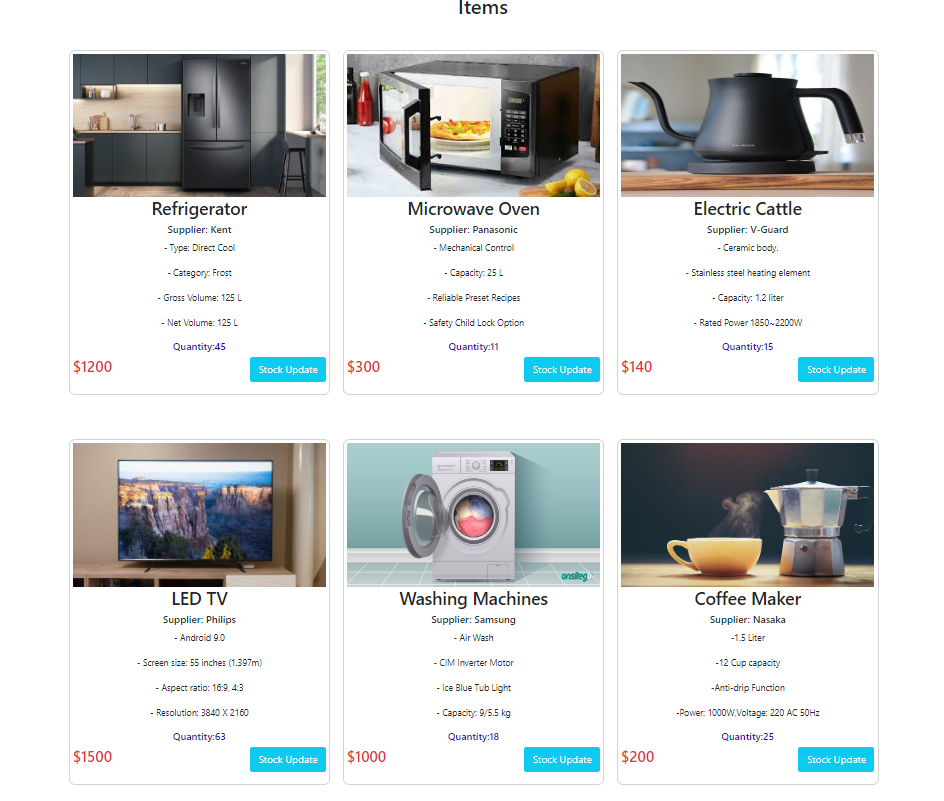 Items
Refrigerator
Supplier: Kent
- Type: Direct Cool
- Category: Frost
- Gross Volume: 125 L
- Net Volume: 125 L
Quantity:45
$1200
Stock Update
Microwave Oven
Supplier: Panasonic
- Mechanical Control
- Capacity: 25 L
- Reliable Preset Recipes
- Safety Child Lock Option
Quantity:11
$300
Stock Update
Electric Cattle
Supplier: V-Guard
- Ceramic body.
- Stainless steel heating element
- Capacity: 1.2 liter
- Rated Power 1850~2200W
Quantity:15
$140
Stock Update
LED TV
Supplier: Philips
- Android 9.0
- Screen size: 55 inches (1.397m)
- Aspect ratio: 16:9, 4:3
- Resolution: 3840 X 2160
Quantity:63
$1500
Stock Update
onsitego
Washing Machines
Supplier: Samsung
- Air Wash
- CIM Inverter Motor
- Ice Blue Tub Light
- Capacity: 9/5.5 kg
Quantity:18
$1000
Stock Update
Coffee Maker
Supplier: Nasaka
-1.5 Liter
-12 Cup capacity
-Anti-drip Function
-Power: 1000W,Voltage: 220 AC 50Hz
Quantity:25
$200
Stock Update